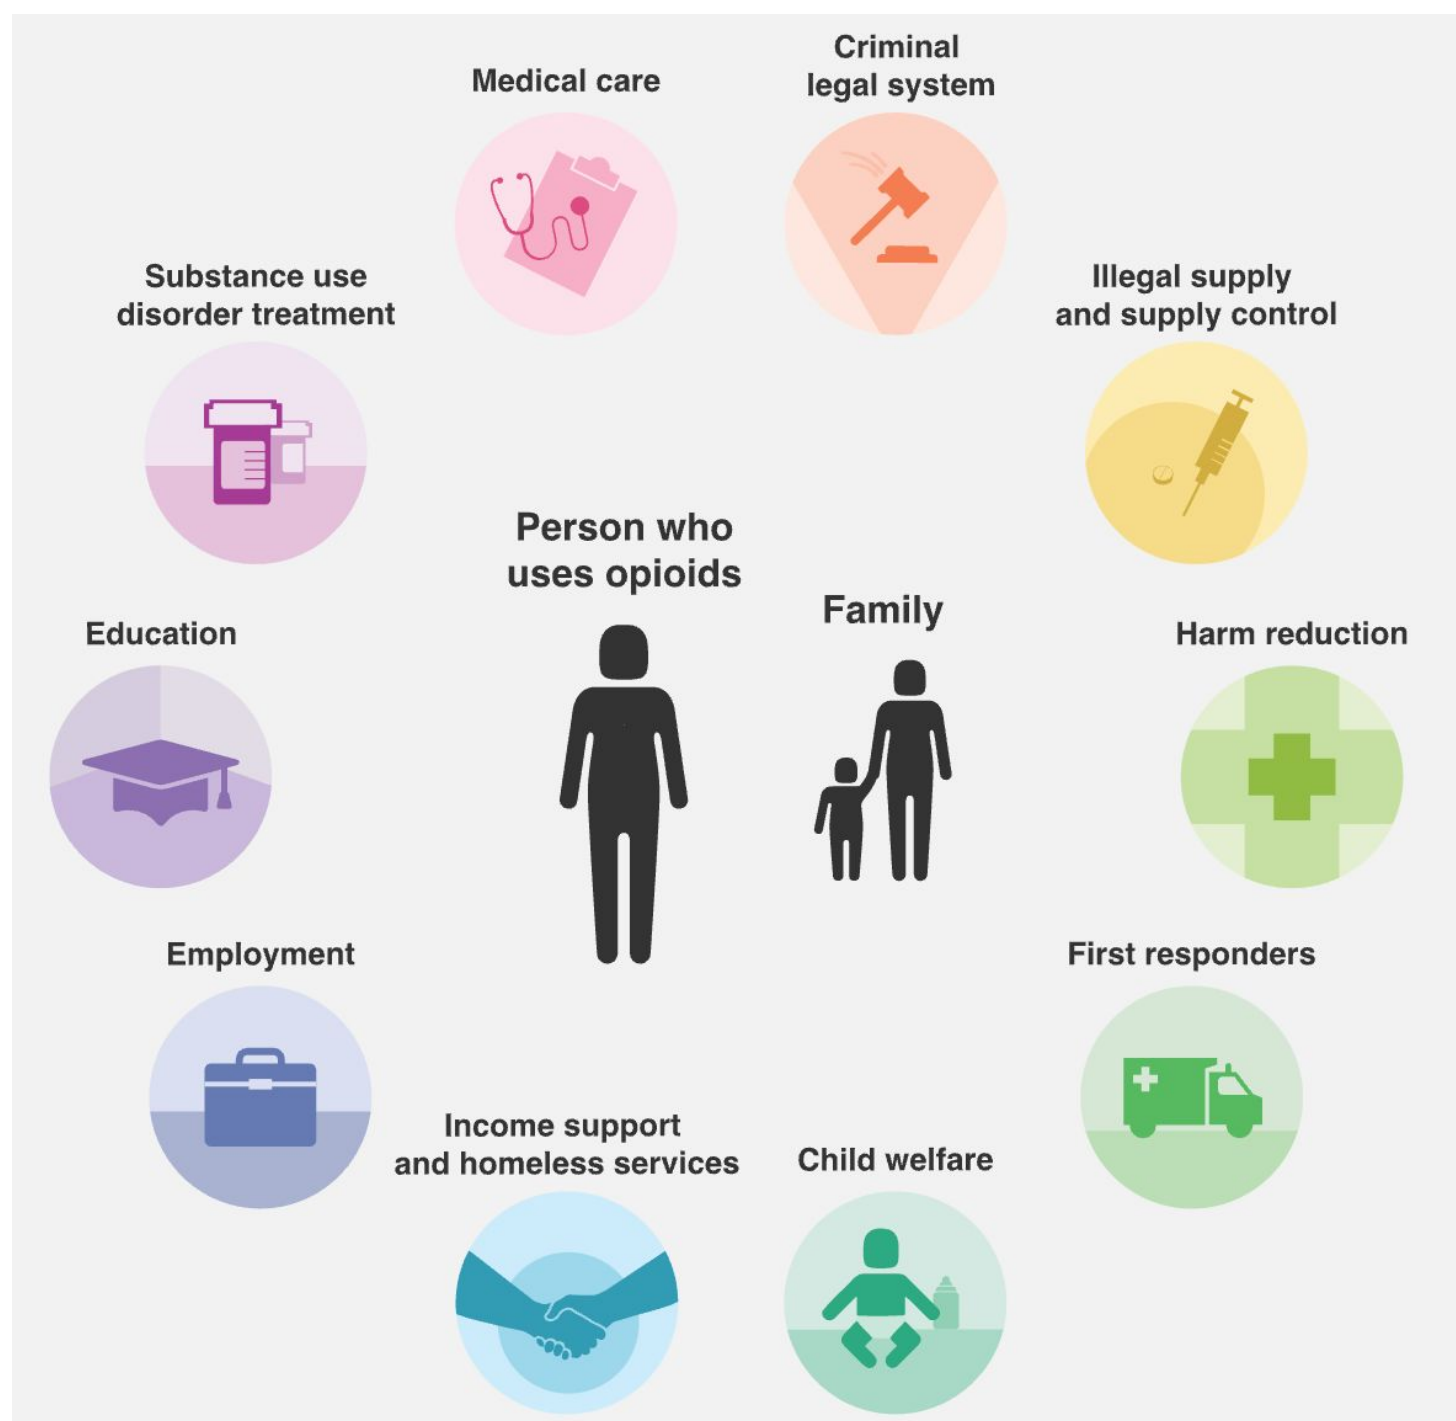 Medical care
Criminal
legal system
Substance use
disorder treatment
Illegal supply
and supply control
Person who
uses opioids
Family
Education
Harm reduction
Employment
First responders
Income support
and homeless services
Child welfare